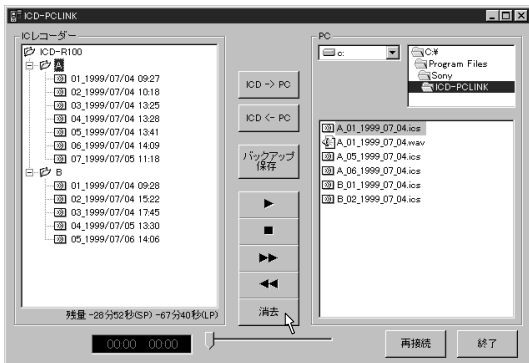 ICD-PCLINK
ICレコーダー
ICD-R100
A
01_1999/07/04 09:27
02_1999/07/04 10:18
03_1999/07/04 13:25
04_1999/07/04 13:28
05_1999/07/04 13:41
06_1999/07/04 14:09
07_1999/07/05 11:18
B
01_1999/07/04 09:28
02_1999/07/04 15:22
03_1999/07/04 17:45
04_1999/07/05 13:30
05_1999/07/06 14:06
残量 -28分52秒(SP) -67分40秒(LP)
ICD -> PC
ICD <- PC
バックアップ
保存
消去
PC
c:
C:¥
Program Files
Sony
ICD-PCLINK
A_01_1999_07_04.ics
A_01_1999_07_04.wav
A_05_1999_07_04.ics
A_06_1999_07_04.ics
B_01_1999_07_04.ics
B_02_1999_07_04.ics
00:00 00:00
再接続
終了